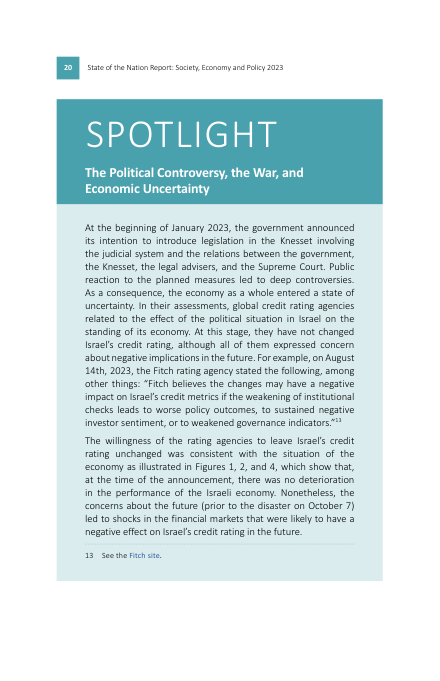 20 State of the Nation Report: Society, Economy and Policy 2023
SPOTLIGHT
The Political Controversy, the War, and
Economic Uncertainty
At the beginning of January 2023, the government announced
its intention to introduce legislation in the Knesset involving
the judicial system and the relations between the government,
the Knesset, the legal advisers, and the Supreme Court. Public
reaction to the planned measures led to deep controversies.
As a consequence, the economy as a whole entered a state of
uncertainty. In their assessments, global credit rating agencies
related to the effect of the political situation in Israel on the
standing of its economy. At this stage, they have not changed
Israel's credit rating, although all of them expressed concern
about negative implications in the future. For example, on August
14th, 2023, the Fitch rating agency stated the following, among
other things: “Fitch believes the changes may have a negative
impact on Israel's credit metrics if the weakening of institutional
checks leads to worse policy outcomes, to sustained negative
investor sentiment, or to weakened governance indicators.”13
The willingness of the rating agencies to leave Israel's credit
rating unchanged was consistent with the situation of the
economy as illustrated in Figures 1, 2, and 4, which show that,
at the time of the announcement, there was no deterioration
in the performance of the Israeli economy. Nonetheless, the
concerns about the future (prior to the disaster on October 7)
led to shocks in the financial markets that were likely to have a
negative effect on Israel's credit rating in the future.
13 See the Fitch site.